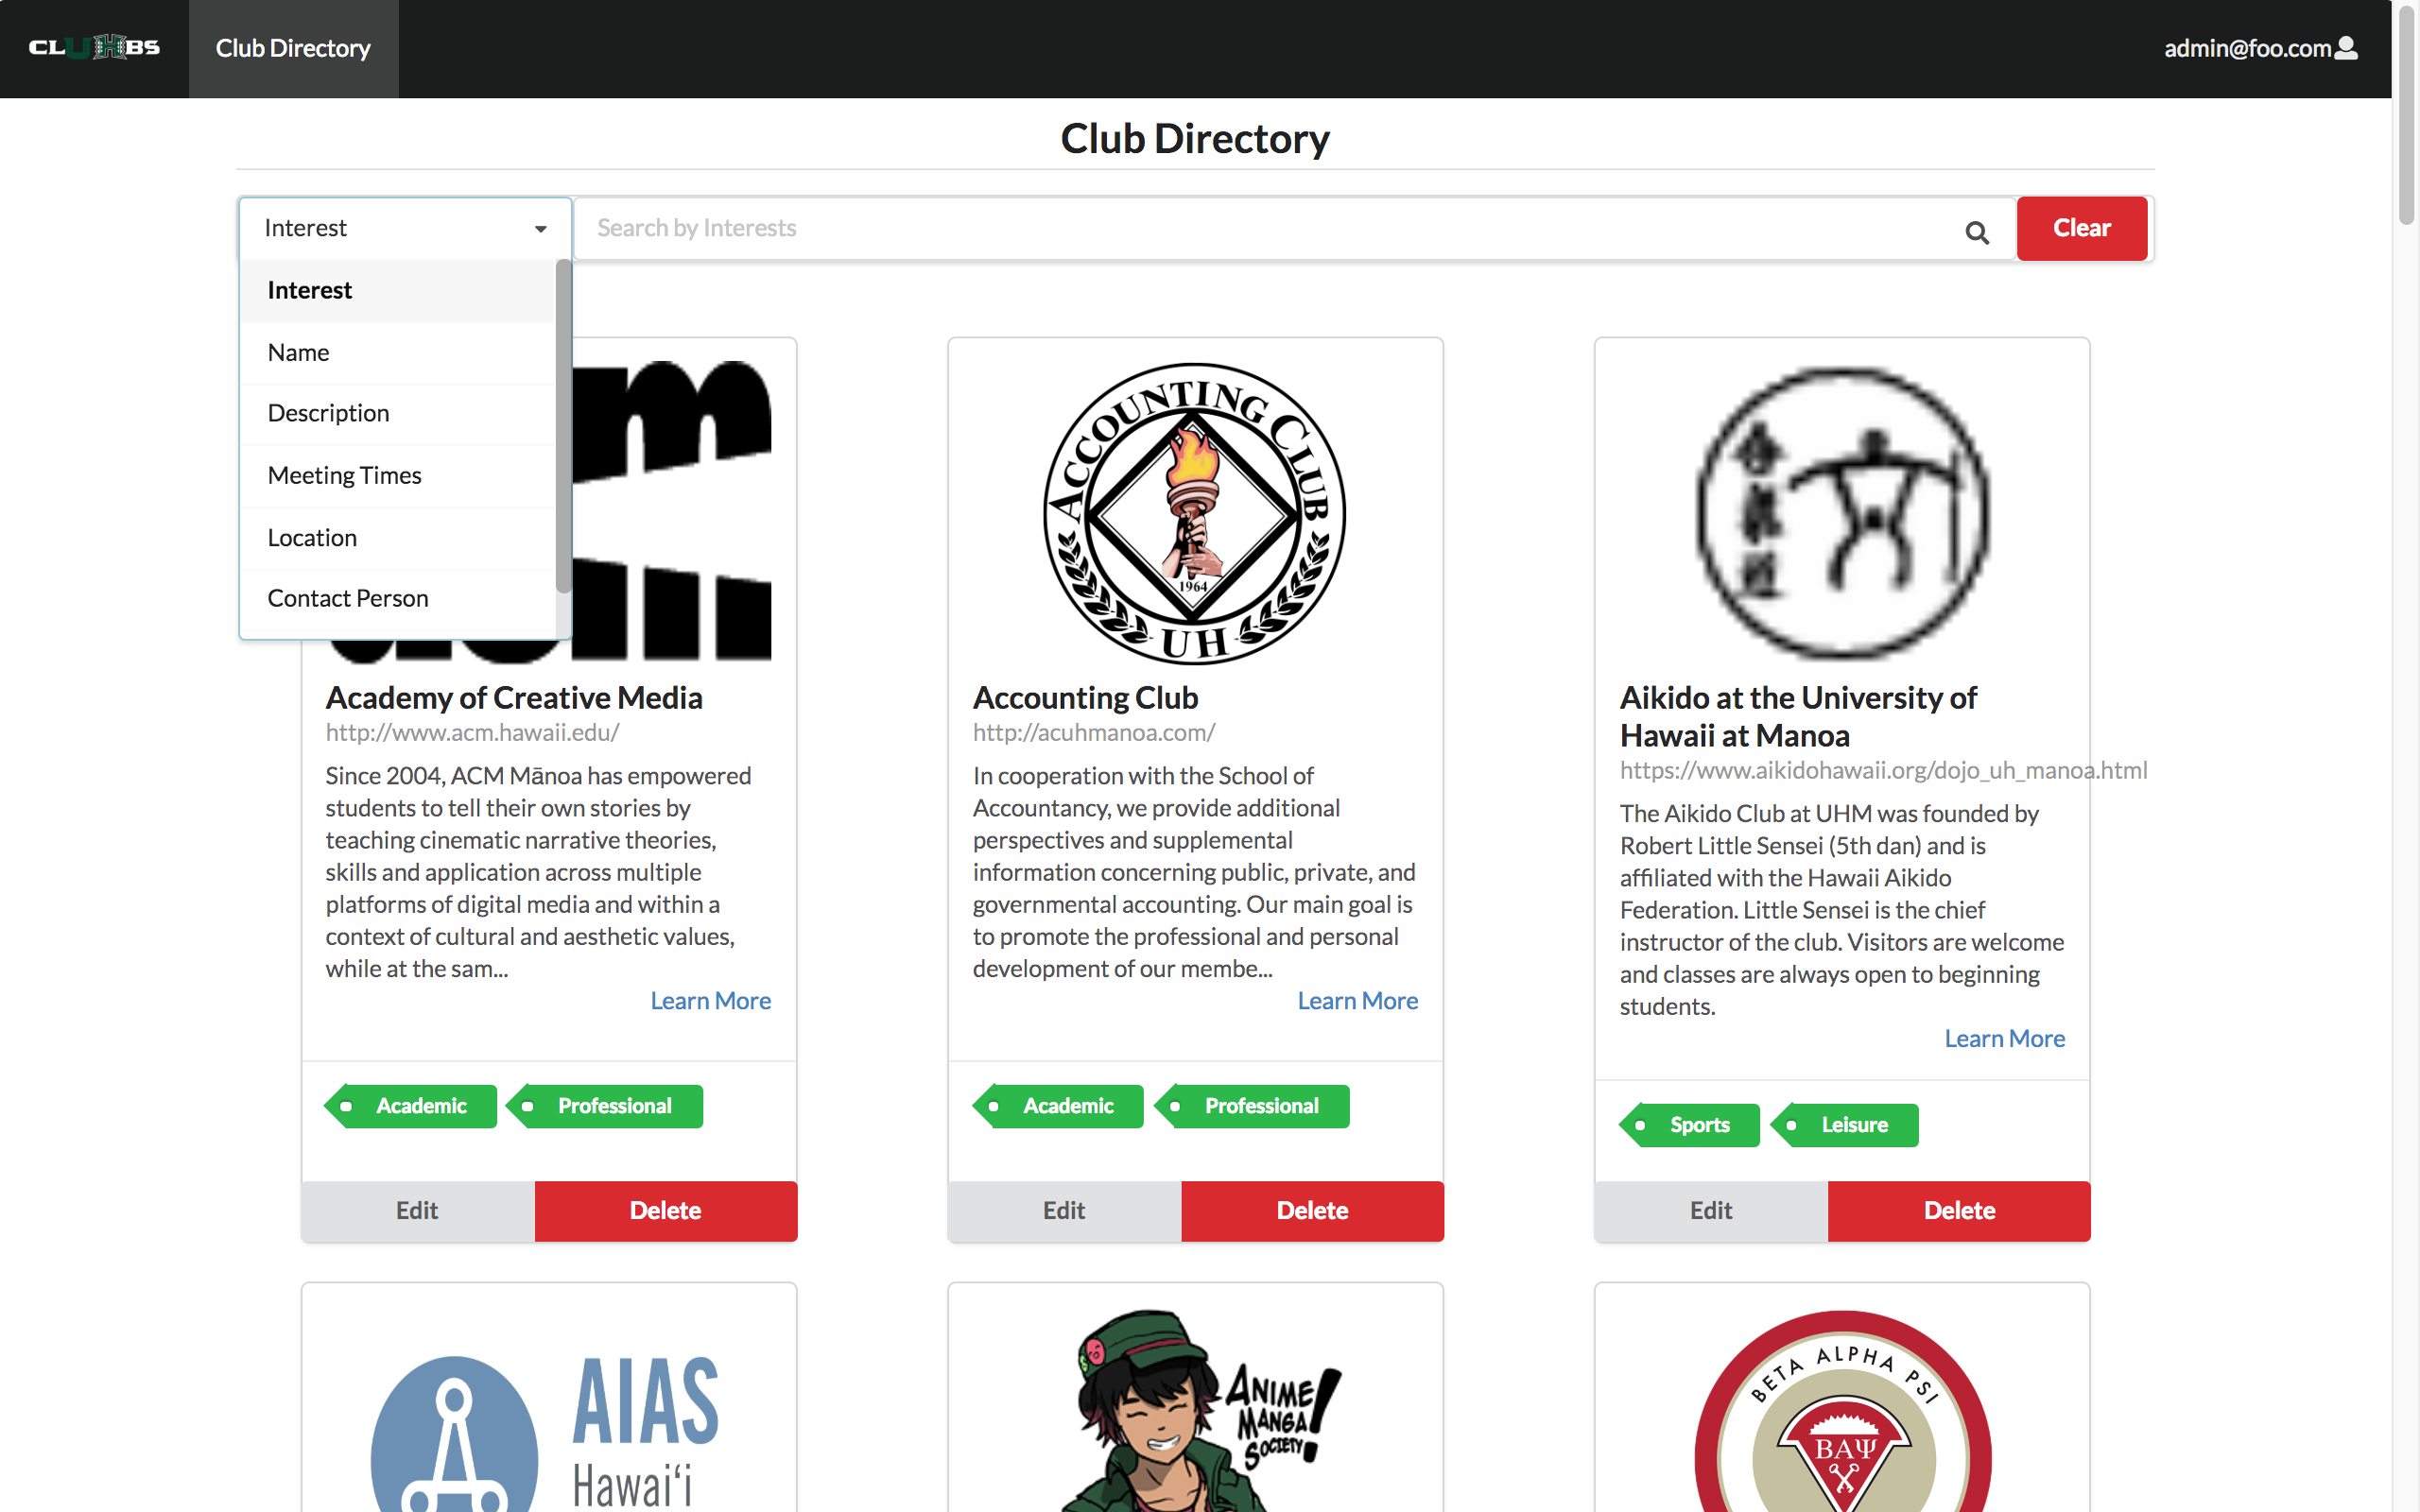 CLUHBS
Club Directory
admin@foo.com
Club Directory
Interest
Search by Interests
Clear
Interest
Name
Description
Meeting Times
Location
Contact Person
ACCOUNTING CLUB
1964
UH
Academy of Creative Media
http://www.acm.hawaii.edu/
Since 2004, ACM Mānoa has empowered
students to tell their own stories by
teaching cinematic narrative theories,
skills and application across multiple
platforms of digital media and within a
context of cultural and aesthetic values,
while at the sam...
Learn More
Academic
Professional
Edit
Delete
Accounting Club
http://acuhmanoa.com/
In cooperation with the School of
Accountancy, we provide additional
perspectives and supplemental
information concerning public, private, and
governmental accounting. Our main goal is
to promote the professional and personal
development of our membe...
Learn More
Academic
Professional
Edit
Delete
Aikido at the University of
Hawaii at Manoa
https://www.aikidohawaii.org/dojo_uh_manoa.html
The Aikido Club at UHM was founded by
Robert Little Sensei (5th dan) and is
affiliated with the Hawaii Aikido
Federation. Little Sensei is the chief
instructor of the club. Visitors are welcome
and classes are always open to beginning
students.
Learn More
Sports
Leisure
Edit
Delete
AIAS
Hawai‘i
ANIME
MANGA
SOCIETY!
BETA ALPHA PSI
ΒΑΨ